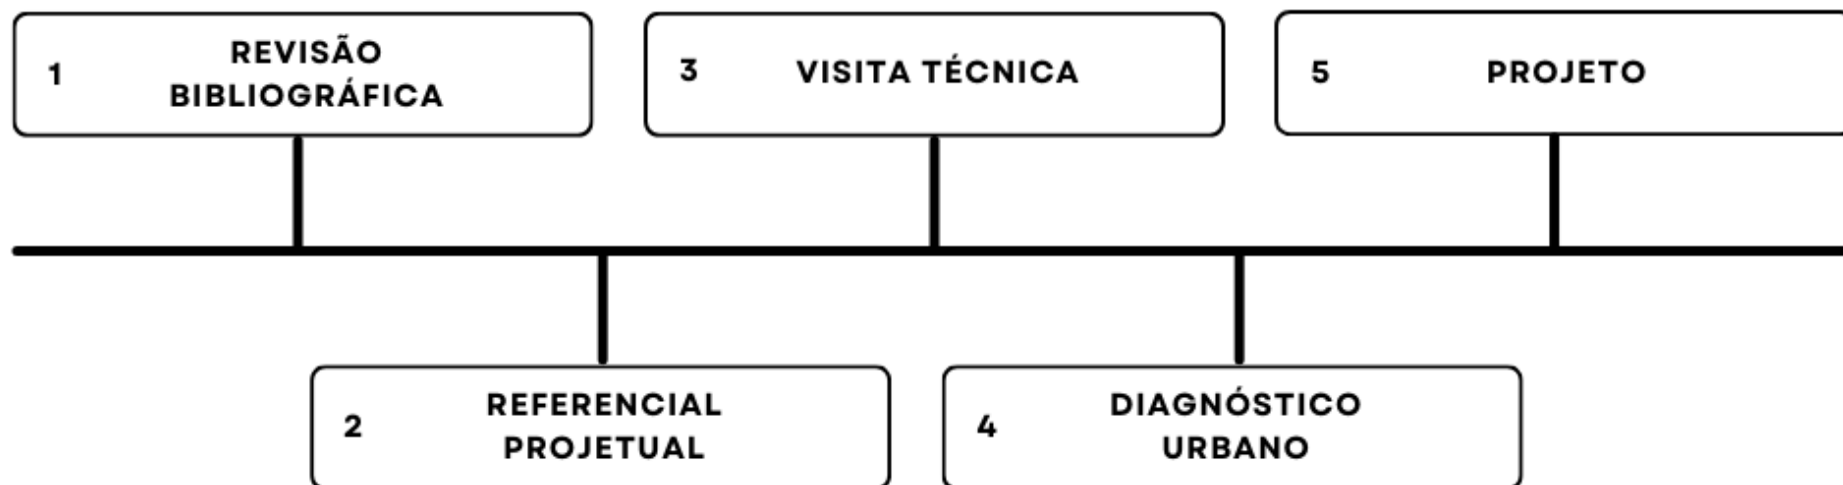 1
REVISÃO
BIBLIOGRÁFICA
2
REFERENCIAL
PROJETUAL
3
VISITA TÉCNICA
4
DIAGNÓSTICO
URBANO
5
PROJETO